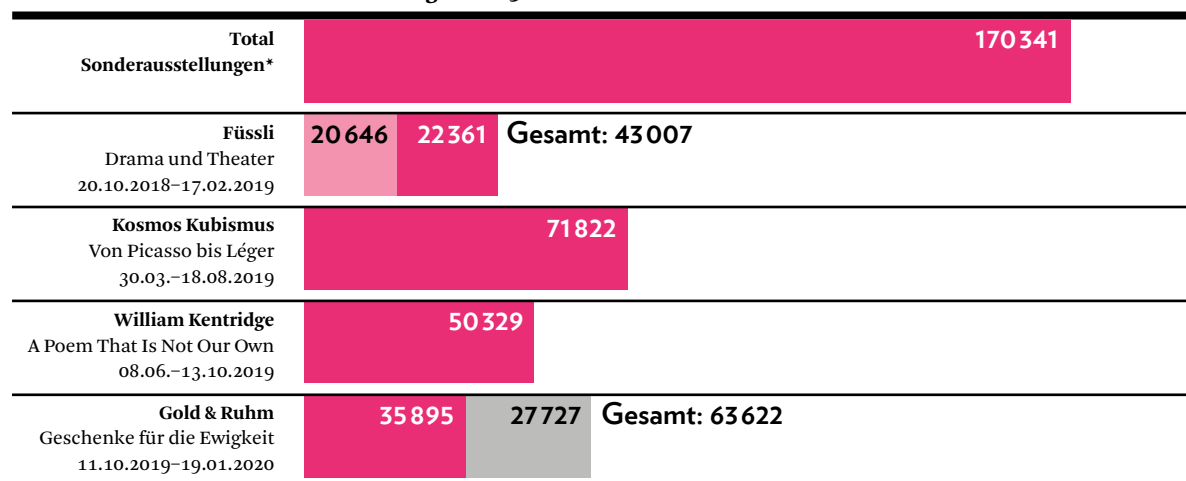 Total
Sonderausstellungen*
170 341
Füssli
Drama und Theater
20.10.2018–17.02.2019
20 646
22 361
Gesamt: 43 007
Kosmos Kubismus
Von Picasso bis Léger
30.03.–18.08.2019
71 822
William Kentridge
A Poem That Is Not Our Own
08.06.–13.10.2019
50 329
Gold & Ruhm
Geschenke für die Ewigkeit
11.10.2019–19.01.2020
35 895
27 727
Gesamt: 63 622